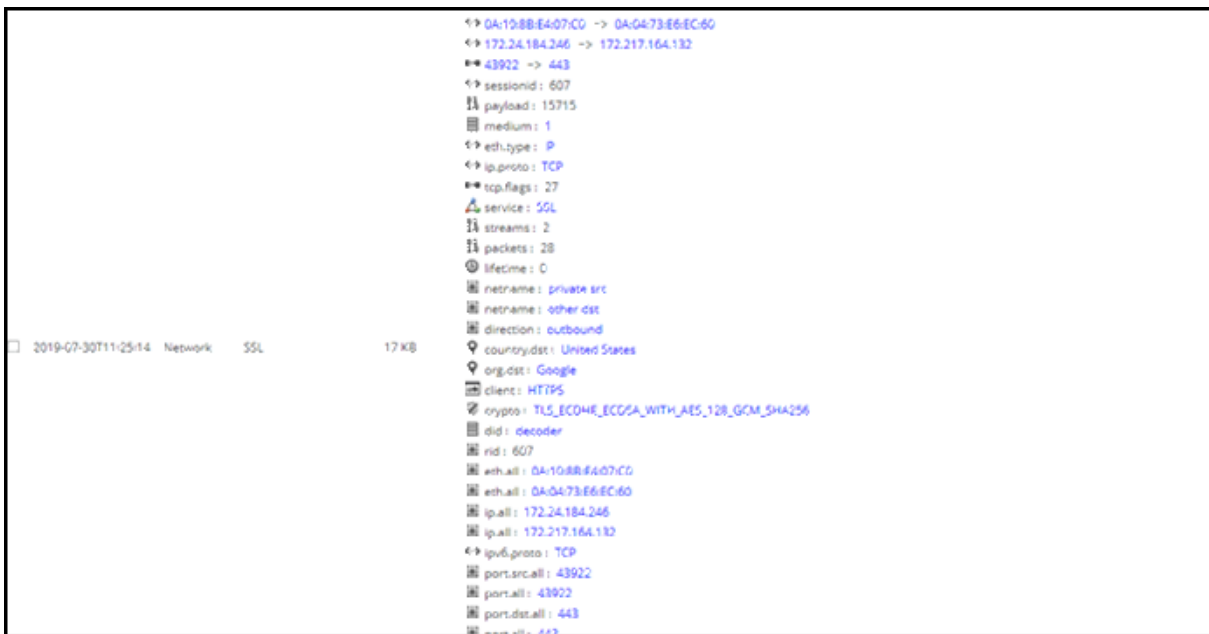 0A:10:8B:E4:07:C0 -> 0A:04:73:E6:EC:60
172.24.184.246 -> 172.217.164.132
43922 -> 443
sessionid : 607
payload : 15715
medium : 1
eth.type : IP
ip.proto : TCP
tcp.flags : 27
service : SSL
streams : 2
packets : 28
lifetime : 0
netname : private src
netname : other dst
direction : outbound
2019-07-30T11:25:14 Network SSL 17 KB
country.dst : United States
org.dst : Google
client : HTTPS
crypto : TLS_ECDHE_ECDSA_WITH_AES_128_GCM_SHA256
did : decoder
rid : 607
eth.all : 0A:10:8B:E4:07:C0
eth.all : 0A:04:73:E6:EC:60
ip.all : 172.24.184.246
ip.all : 172.217.164.132
ipv6.proto : TCP
port.src.all : 43922
port.all : 43922
port.dst.all : 443
port.all : 443